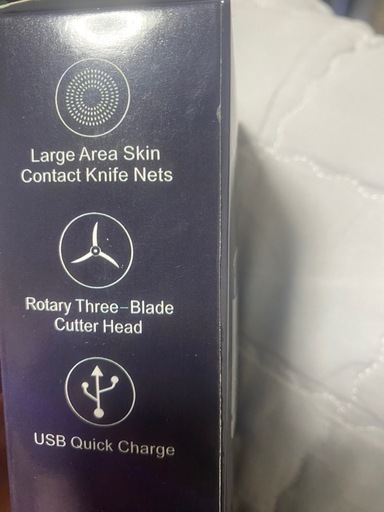 Large Area Skin
Contact Knife Nets
Rotary Three-Blade
Cutter Head
USB Quick Charge